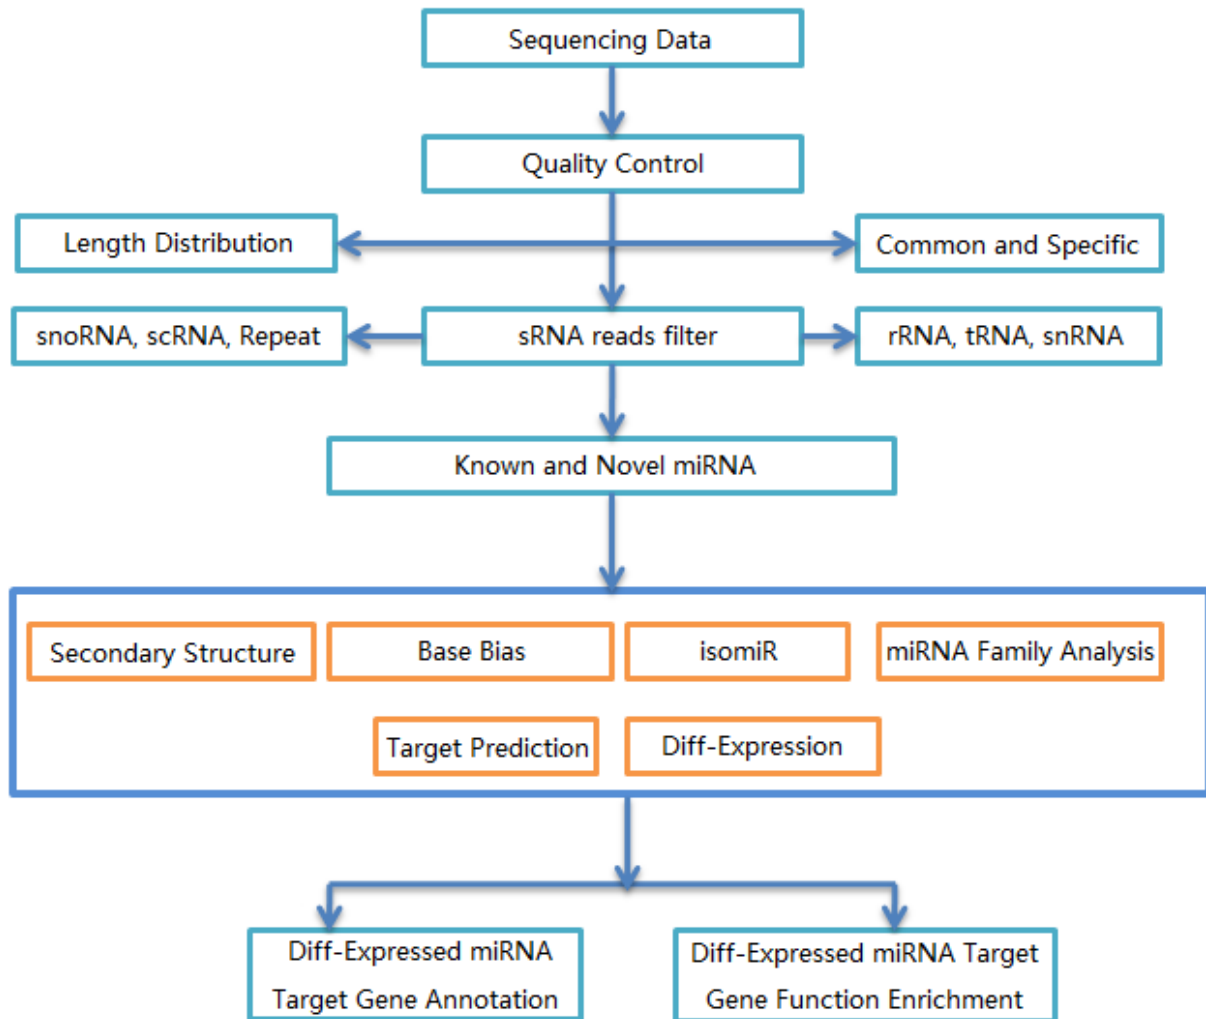 Sequencing Data
Quality Control
Length Distribution
Common and Specific
snoRNA, scRNA, Repeat
sRNA reads filter
rRNA, tRNA, snRNA
Known and Novel miRNA
Secondary Structure
Base Bias
isomiR
miRNA Family Analysis
Target Prediction
Diff-Expression
Diff-Expressed miRNA
Target Gene Annotation
Diff-Expressed miRNA Target
Gene Function Enrichment